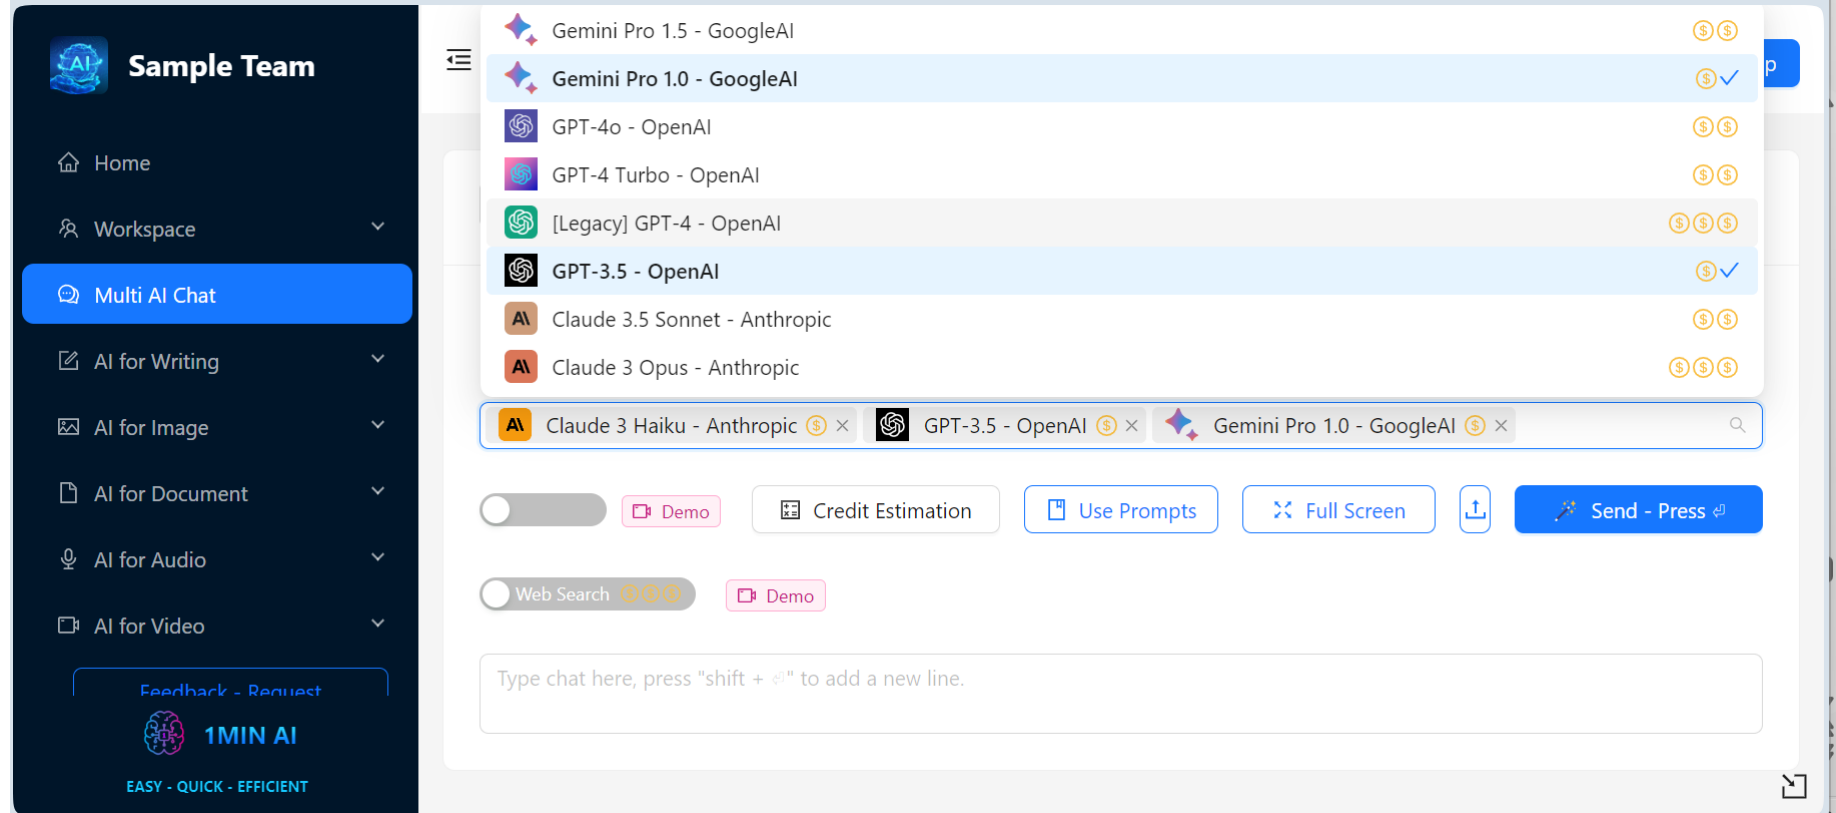 Sample Team
Home
Workspace
Multi AI Chat
AI for Writing
AI for Image
AI for Document
AI for Audio
AI for Video
Feedback - Request
1MIN AI
EASY - QUICK - EFFICIENT
Gemini Pro 1.5 - GoogleAI
Gemini Pro 1.0 - GoogleAI
GPT-4o - OpenAI
GPT-4 Turbo - OpenAI
[Legacy] GPT-4 - OpenAI
GPT-3.5 - OpenAI
Claude 3.5 Sonnet - Anthropic
Claude 3 Opus - Anthropic
Claude 3 Haiku - Anthropic GPT-3.5 - OpenAI Gemini Pro 1.0 - GoogleAI
Demo Credit Estimation Use Prompts Full Screen Send - Press ⏎
Web Search Demo
Type chat here, press "shift + ⏎" to add a new line.